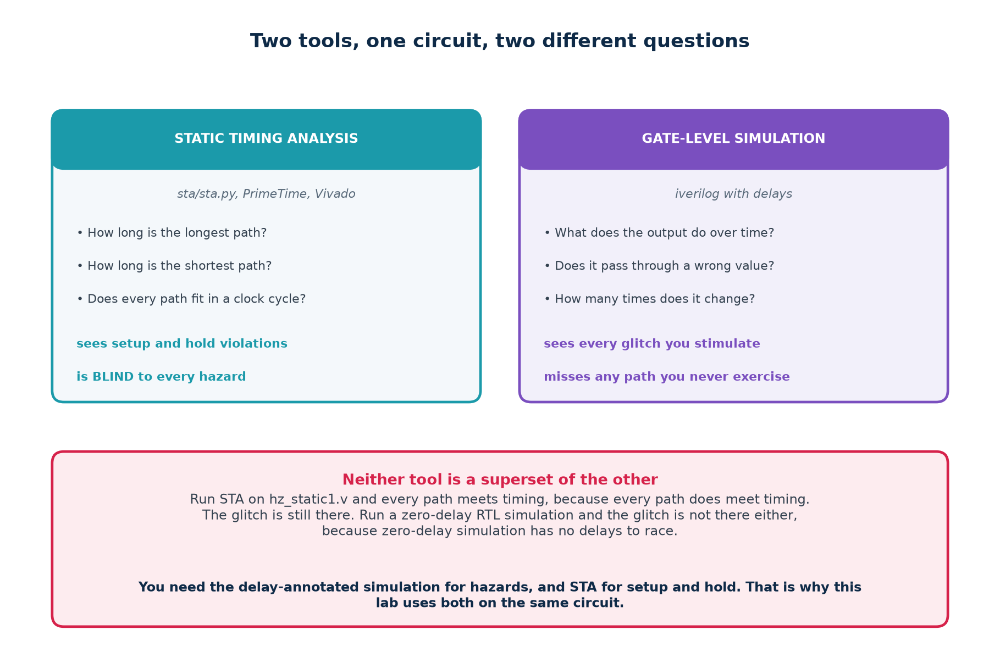 Two tools, one circuit, two different questions
STATIC TIMING ANALYSIS
sta/sta.py, PrimeTime, Vivado
• How long is the longest path?
• How long is the shortest path?
• Does every path fit in a clock cycle?
sees setup and hold violations
is BLIND to every hazard
GATE-LEVEL SIMULATION
iverilog with delays
• What does the output do over time?
• Does it pass through a wrong value?
• How many times does it change?
sees every glitch you stimulate
misses any path you never exercise
Neither tool is a superset of the other
Run STA on hz_static1.v and every path meets timing, because every path does meet timing.
The glitch is still there. Run a zero-delay RTL simulation and the glitch is not there either,
because zero-delay simulation has no delays to race.
You need the delay-annotated simulation for hazards, and STA for setup and hold. That is why this
lab uses both on the same circuit.